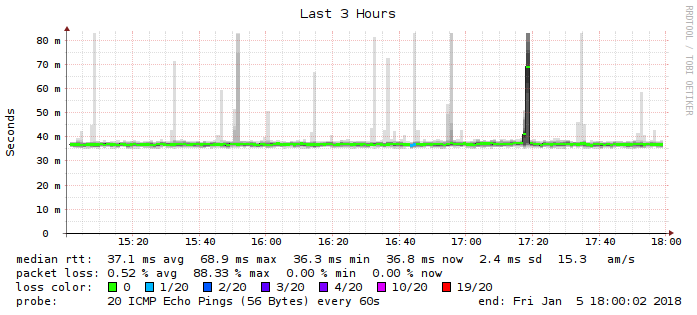 Last 3 Hours
RRDTOOL / TOBI OETIKER
Seconds
80 m
70 m
60 m
50 m
40 m
30 m
20 m
10 m
0
15:20 15:40 16:00 16:20 16:40 17:00 17:20 17:40 18:00
median rtt: 37.1 ms avg 68.9 ms max 36.3 ms min 36.8 ms now 2.4 ms sd 15.3 am/s
packet loss: 0.52 % avg 88.33 % max 0.00 % min 0.00 % now
loss color: 0 1/20 2/20 3/20 4/20 10/20 19/20
probe: 20 ICMP Echo Pings (56 Bytes) every 60s end: Fri Jan 5 18:00:02 2018